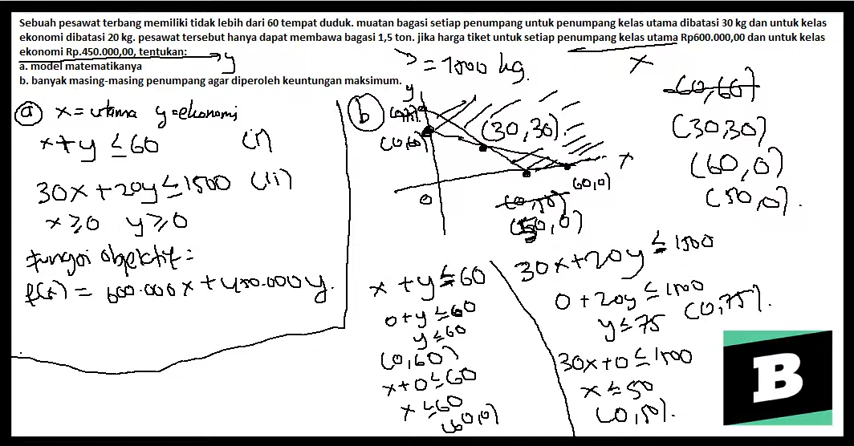 Sebuah pesawat terbang memiliki tidak lebih dari 60 tempat duduk. muatan bagasi setiap penumpang untuk penumpang kelas utama dibatasi 30 kg dan untuk kelas
ekonomi dibatasi 20 kg. pesawat tersebut hanya dapat membawa bagasi 1,5 ton. jika harga tiket untuk setiap penumpang kelas utama Rp600.000,00 dan untuk kelas
ekonomi Rp.450.000,00, tentukan:
a. model matematikanya
b. banyak masing-masing penumpang agar diperoleh keuntungan maksimum.
y
= 1500 kg.
x
a x = utama y = ekonomi
x + y ≤ 60 (i)
30x + 20y ≤ 1500 (ii)
x ≥ 0 y ≥ 0
fungsi objektif =
f(x) = 600.000x + 450.000y.
b
y
(0,75)
(0,60)
(30,30).
x
0
(60,0)
(0,50)
(50,0)
(60,60)
(30,30)
(60,0)
(50,0).
x + y ≤ 60
0 + y ≤ 60
y ≤ 60
(0,60)
x + 0 ≤ 60
x ≤ 60
(60,0)
30x + 20y ≤ 1500
0 + 20y ≤ 1500
y ≤ 75 (0,75).
30x + 0 ≤ 1500
x ≤ 50
(0,50).
B